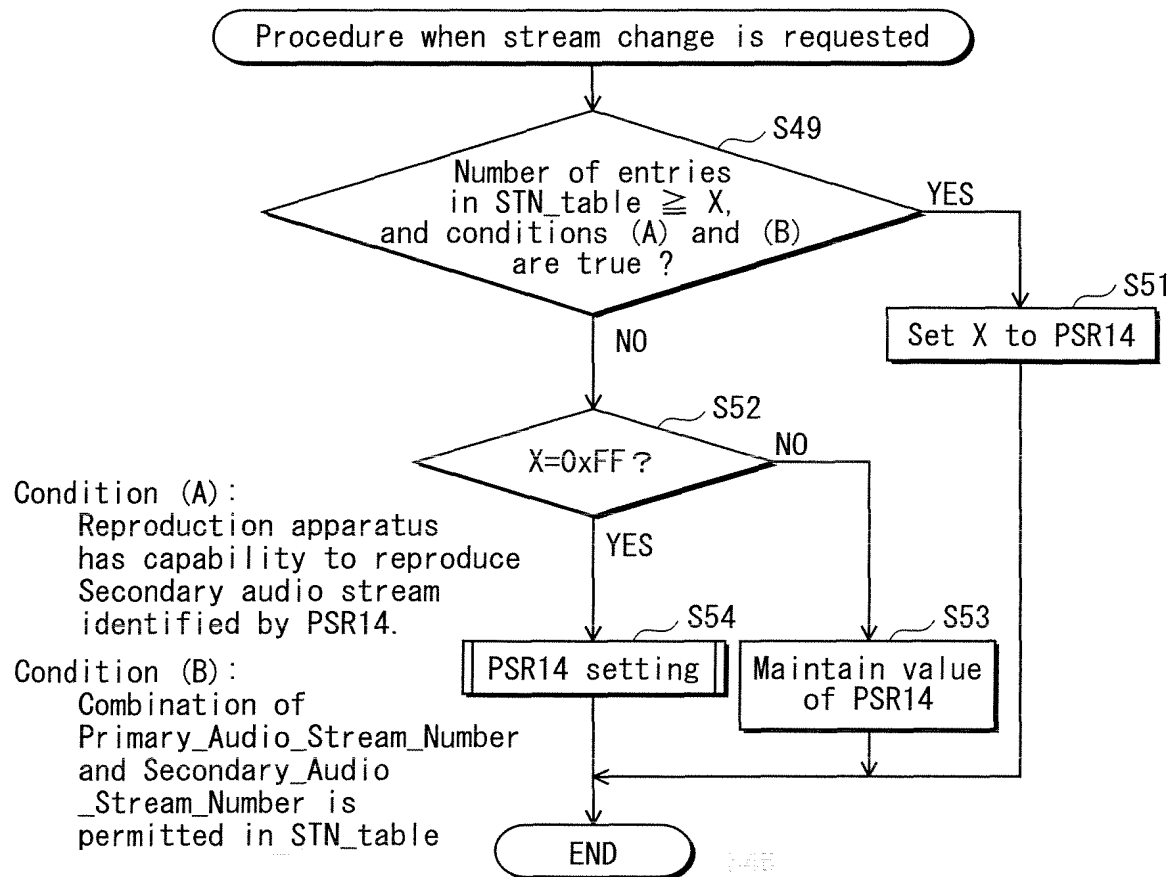 Procedure when stream change is requested
S49
Number of entries
in STN_table ≧ X,
and conditions (A) and (B)
are true ?
YES
S51
Set X to PSR14
NO
S52
X=0xFF?
NO
YES
Condition (A):
Reproduction apparatus
has capability to reproduce
Secondary audio stream
identified by PSR14.
S54
PSR14 setting
S53
Maintain value
of PSR14
Condition (B):
Combination of
Primary_Audio_Stream_Number
and Secondary_Audio
_Stream_Number is
permitted in STN_table
END